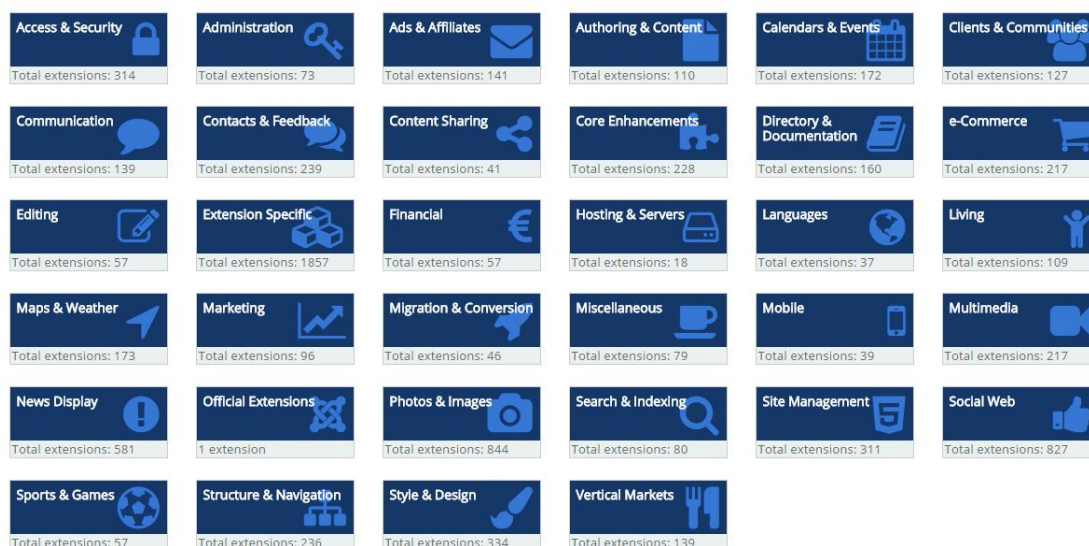 Access & Security
Total extensions: 314
Administration
Total extensions: 73
Ads & Affiliates
Total extensions: 141
Authoring & Content
Total extensions: 110
Calendars & Events
Total extensions: 172
Clients & Communities
Total extensions: 127
Communication
Total extensions: 139
Contacts & Feedback
Total extensions: 239
Content Sharing
Total extensions: 41
Core Enhancements
Total extensions: 228
Directory &
Documentation
Total extensions: 160
e-Commerce
Total extensions: 217
Editing
Total extensions: 57
Extension Specific
Total extensions: 1857
Financial
Total extensions: 57
Hosting & Servers
Total extensions: 18
Languages
Total extensions: 37
Living
Total extensions: 109
Maps & Weather
Total extensions: 173
Marketing
Total extensions: 96
Migration & Conversion
Total extensions: 46
Miscellaneous
Total extensions: 79
Mobile
Total extensions: 39
Multimedia
Total extensions: 217
News Display
Total extensions: 581
Official Extensions
1 extension
Photos & Images
Total extensions: 844
Search & Indexing
Total extensions: 80
Site Management
Total extensions: 311
Social Web
Total extensions: 827
Sports & Games
Total extensions: 57
Structure & Navigation
Total extensions: 236
Style & Design
Total extensions: 334
Vertical Markets
Total extensions: 139